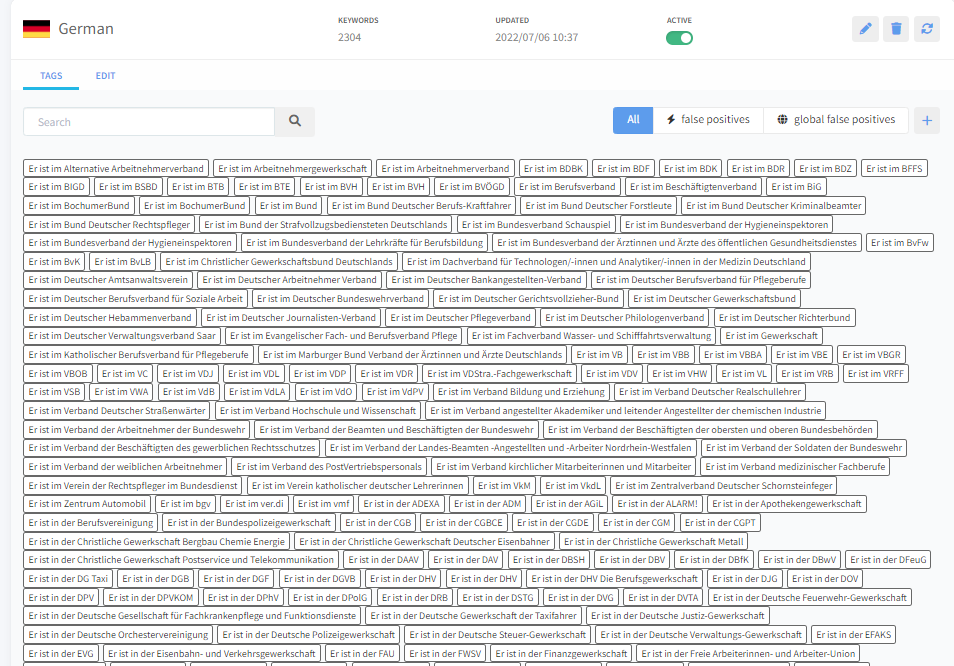 German
KEYWORDS
2304
UPDATED
2022/07/06 10:37
ACTIVE
TAGS EDIT
Search All false positives global false positives +
Er ist im Alternative Arbeitnehmerverband Er ist im Arbeitnehmergewerkschaft Er ist im Arbeitnehmerverband Er ist im BDBK Er ist im BDF Er ist im BDK Er ist im BDR Er ist im BDZ Er ist im BFFS
Er ist im BIGD Er ist im BSBD Er ist im BTB Er ist im BTE Er ist im BVH Er ist im BVH Er ist im BVÖGD Er ist im Berufsverband Er ist im Beschäftigtenverband Er ist im BiG
Er ist im BochumerBund Er ist im BochumerBund Er ist im Bund Er ist im Bund Deutscher Berufs-Kraftfahrer Er ist im Bund Deutscher Forstleute Er ist im Bund Deutscher Kriminalbeamter
Er ist im Bund Deutscher Rechtspfleger Er ist im Bund der Strafvollzugsbediensteten Deutschlands Er ist im Bundesverband Schauspiel Er ist im Bundesverband der Hygieneinspektoren
Er ist im Bundesverband der Hygieneinspektoren Er ist im Bundesverband der Lehrkräfte für Berufsbildung Er ist im Bundesverband der Ärztinnen und Ärzte des öffentlichen Gesundheitsdienstes Er ist im BvFw
Er ist im BvK Er ist im BvLB Er ist im Christlicher Gewerkschaftsbund Deutschlands Er ist im Dachverband für Technologen/-innen und Analytiker/-innen in der Medizin Deutschland
Er ist im Deutscher Amtsanwaltsverein Er ist im Deutscher Arbeitnehmer Verband Er ist im Deutscher Bankangestellten-Verband Er ist im Deutscher Berufsverband für Pflegeberufe
Er ist im Deutscher Berufsverband für Soziale Arbeit Er ist im Deutscher Bundeswehrverband Er ist im Deutscher Gerichtsvollzieher-Bund Er ist im Deutscher Gewerkschaftsbund
Er ist im Deutscher Hebammenverband Er ist im Deutscher Journalisten-Verband Er ist im Deutscher Pflegeverband Er ist im Deutscher Philologenverband Er ist im Deutscher Richterbund
Er ist im Deutscher Verwaltungsverband Saar Er ist im Evangelischer Fach- und Berufsverband Pflege Er ist im Fachverband Wasser- und Schifffahrtsverwaltung Er ist im Gewerkschaft
Er ist im Katholischer Berufsverband für Pflegeberufe Er ist im Marburger Bund Verband der Ärztinnen und Ärzte Deutschlands Er ist im VB Er ist im VBB Er ist im VBBA Er ist im VBE Er ist im VBGR
Er ist im VBOB Er ist im VC Er ist im VDJ Er ist im VDL Er ist im VDP Er ist im VDR Er ist im VDStra.-Fachgewerkschaft Er ist im VDV Er ist im VHW Er ist im VL Er ist im VRB Er ist im VRFF
Er ist im VSB Er ist im VWA Er ist im VdB Er ist im VdLA Er ist im VdO Er ist im VdPV Er ist im Verband Bildung und Erziehung Er ist im Verband Deutscher Realschullehrer
Er ist im Verband Deutscher Straßenwärter Er ist im Verband Hochschule und Wissenschaft Er ist im Verband angestellter Akademiker und leitender Angestellter der chemischen Industrie
Er ist im Verband der Arbeitnehmer der Bundeswehr Er ist im Verband der Beamten und Beschäftigten der Bundeswehr Er ist im Verband der Beschäftigten der obersten und oberen Bundesbehörden
Er ist im Verband der Beschäftigten des gewerblichen Rechtsschutzes Er ist im Verband der Landes-Beamten -Angestellten und -Arbeiter Nordrhein-Westfalen Er ist im Verband der Soldaten der Bundeswehr
Er ist im Verband der weiblichen Arbeitnehmer Er ist im Verband des PostVertriebspersonals Er ist im Verband kirchlicher Mitarbeiterinnen und Mitarbeiter Er ist im Verband medizinischer Fachberufe
Er ist im Verein der Rechtspfleger im Bundesdienst Er ist im Verein katholischer deutscher Lehrerinnen Er ist im VkM Er ist im VkdL Er ist im Zentralverband Deutscher Schornsteinfeger
Er ist im Zentrum Automobil Er ist im bgv Er ist im ver.di Er ist im vmf Er ist in der ADEXA Er ist in der ADM Er ist in der AGiL Er ist in der ALARM! Er ist in der Apothekengewerkschaft
Er ist in der Berufsvereinigung Er ist in der Bundespolizeigewerkschaft Er ist in der CGB Er ist in der CGBCE Er ist in der CGDE Er ist in der CGM Er ist in der CGPT
Er ist in der Christliche Gewerkschaft Bergbau Chemie Energie Er ist in der Christliche Gewerkschaft Deutscher Eisenbahner Er ist in der Christliche Gewerkschaft Metall
Er ist in der Christliche Gewerkschaft Postservice und Telekommunikation Er ist in der DAAV Er ist in der DAV Er ist in der DBSH Er ist in der DBV Er ist in der DBfK Er ist in der DBwV Er ist in der DFeuG
Er ist in der DG Taxi Er ist in der DGB Er ist in der DGF Er ist in der DGVB Er ist in der DHV Er ist in der DHV Er ist in der DHV Die Berufsgewerkschaft Er ist in der DJG Er ist in der DOV
Er ist in der DPV Er ist in der DPVKOM Er ist in der DPhV Er ist in der DPolG Er ist in der DRB Er ist in der DSTG Er ist in der DVG Er ist in der DVTA Er ist in der Deutsche Feuerwehr-Gewerkschaft
Er ist in der Deutsche Gesellschaft für Fachkrankenpflege und Funktionsdienste Er ist in der Deutsche Gewerkschaft der Taxifahrer Er ist in der Deutsche Justiz-Gewerkschaft
Er ist in der Deutsche Orchestervereinigung Er ist in der Deutsche Polizeigewerkschaft Er ist in der Deutsche Steuer-Gewerkschaft Er ist in der Deutsche Verwaltungs-Gewerkschaft Er ist in der EFAKS
Er ist in der EVG Er ist in der Eisenbahn- und Verkehrsgewerkschaft Er ist in der FAU Er ist in der FWSV Er ist in der Finanzgewerkschaft Er ist in der Freie Arbeiterinnen- und Arbeiter-Union